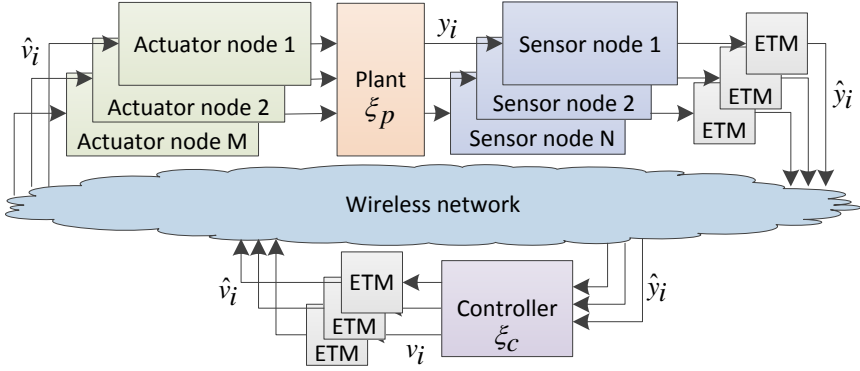 v̂i
Actuator node 1
Actuator node 2
Actuator node M
Plant
ξp
yi
Sensor node 1
Sensor node 2
Sensor node N
ETM
ETM
ETM
ŷi
Wireless network
v̂i
ETM
ETM
ETM
vi
Controller
ξc
ŷi